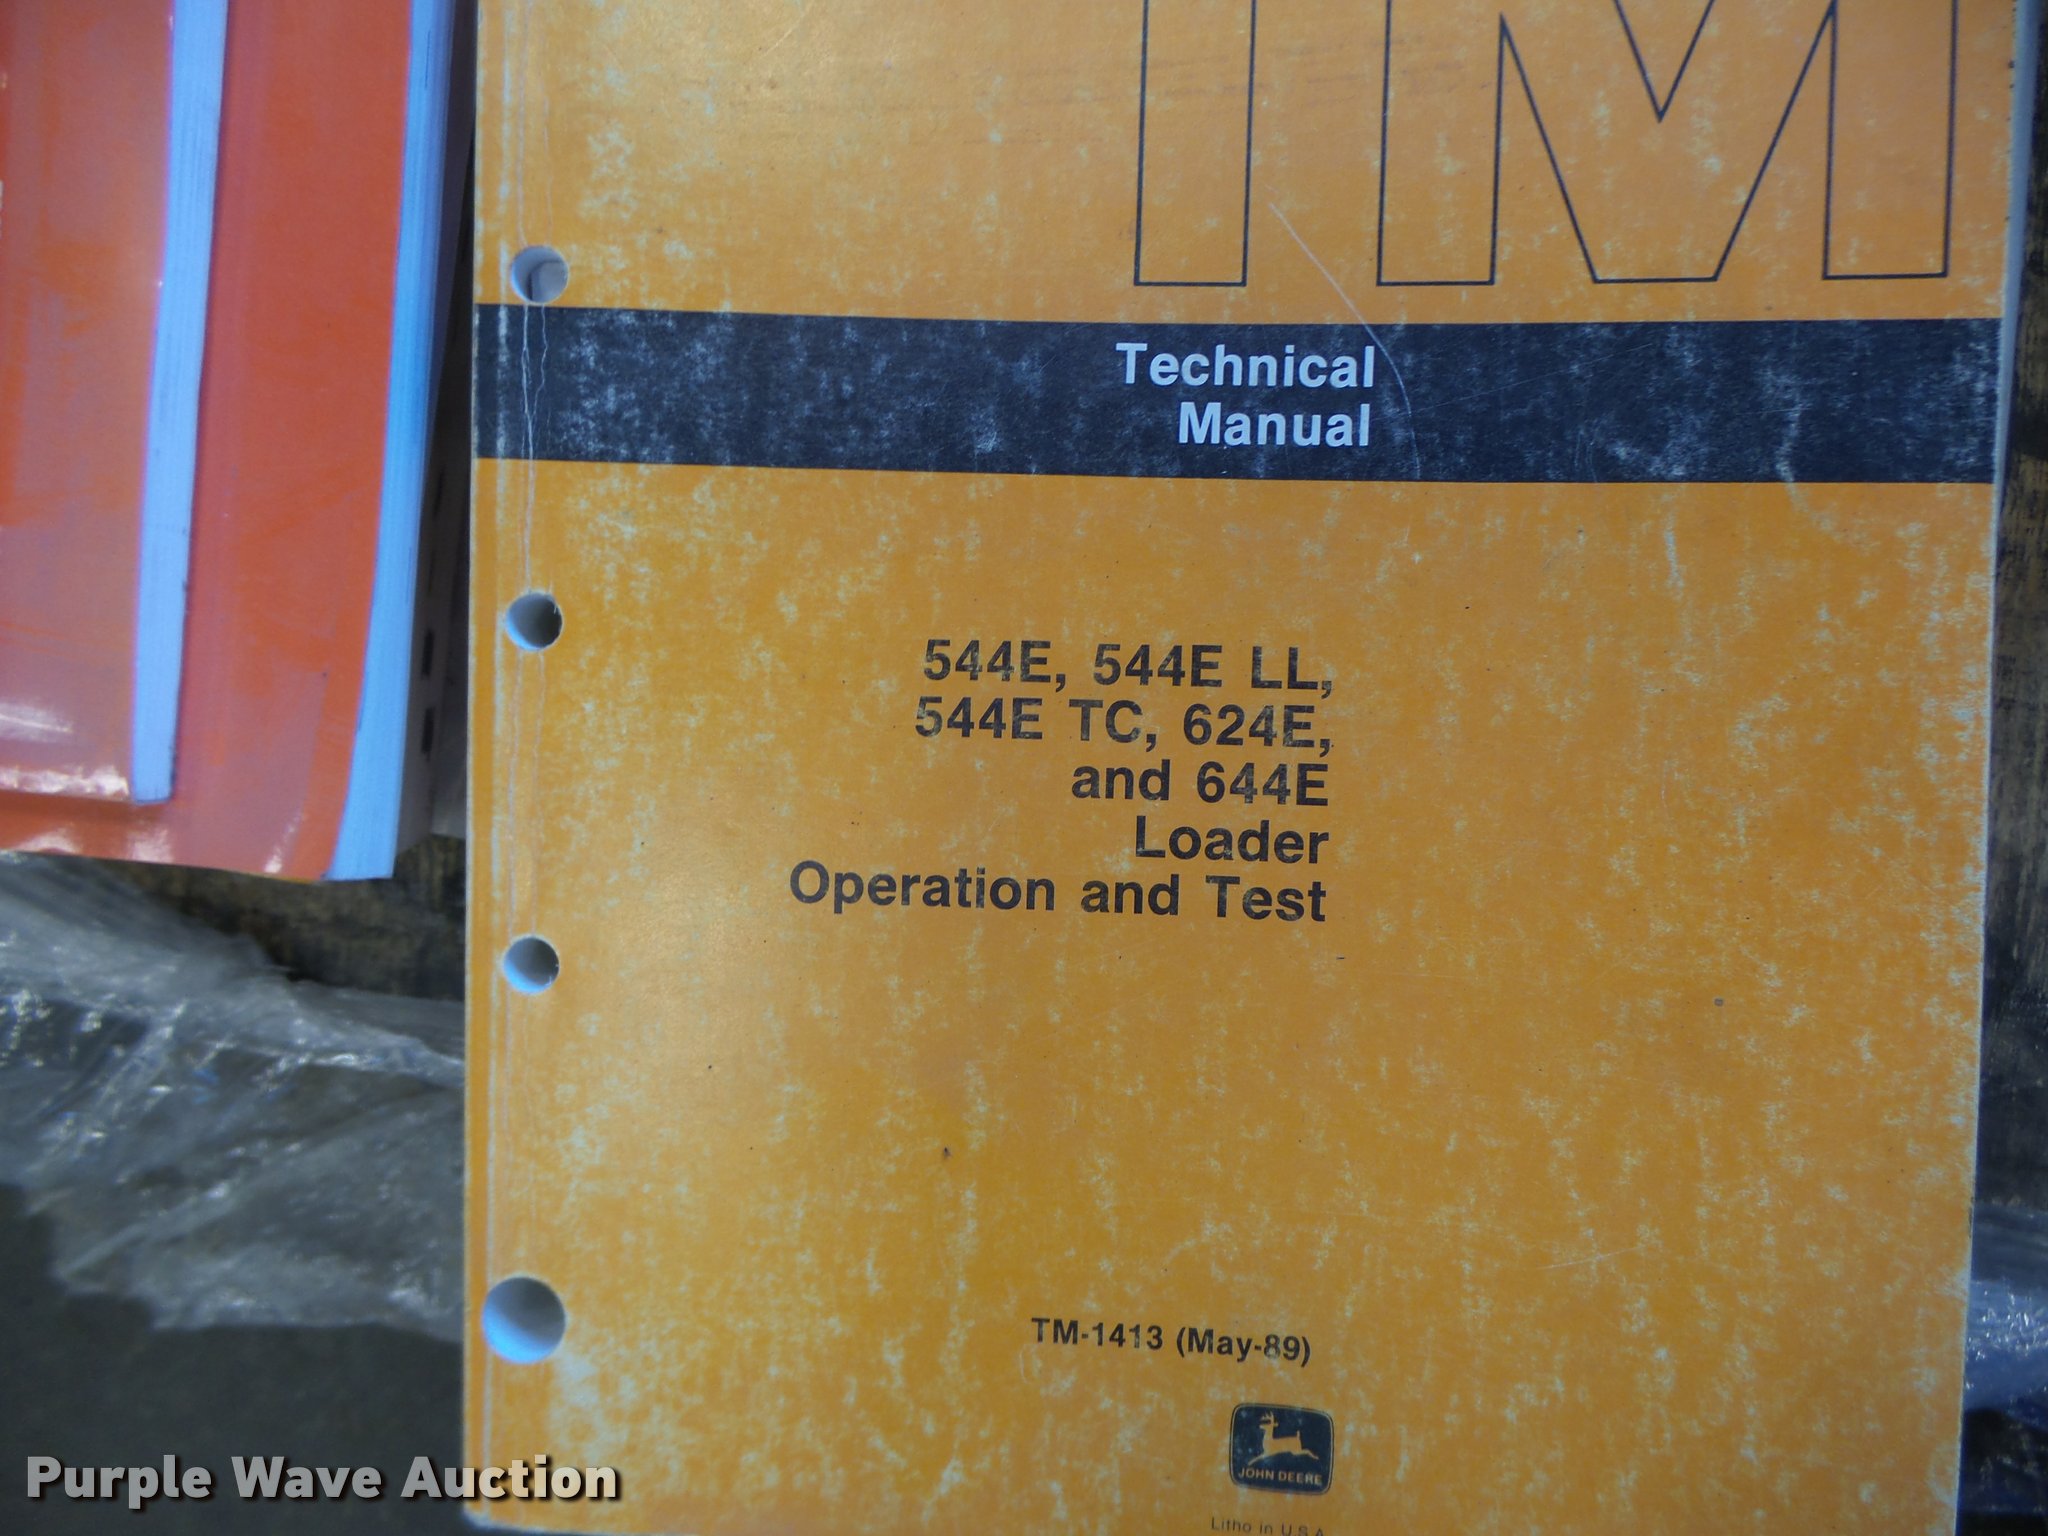 TM
Technical
Manual
544E, 544E LL,
544E TC, 624E,
and 644E
Loader
Operation and Test
TM-1413 (May-89)
JOHN DEERE
Litho in U.S.A.
Purple Wave Auction